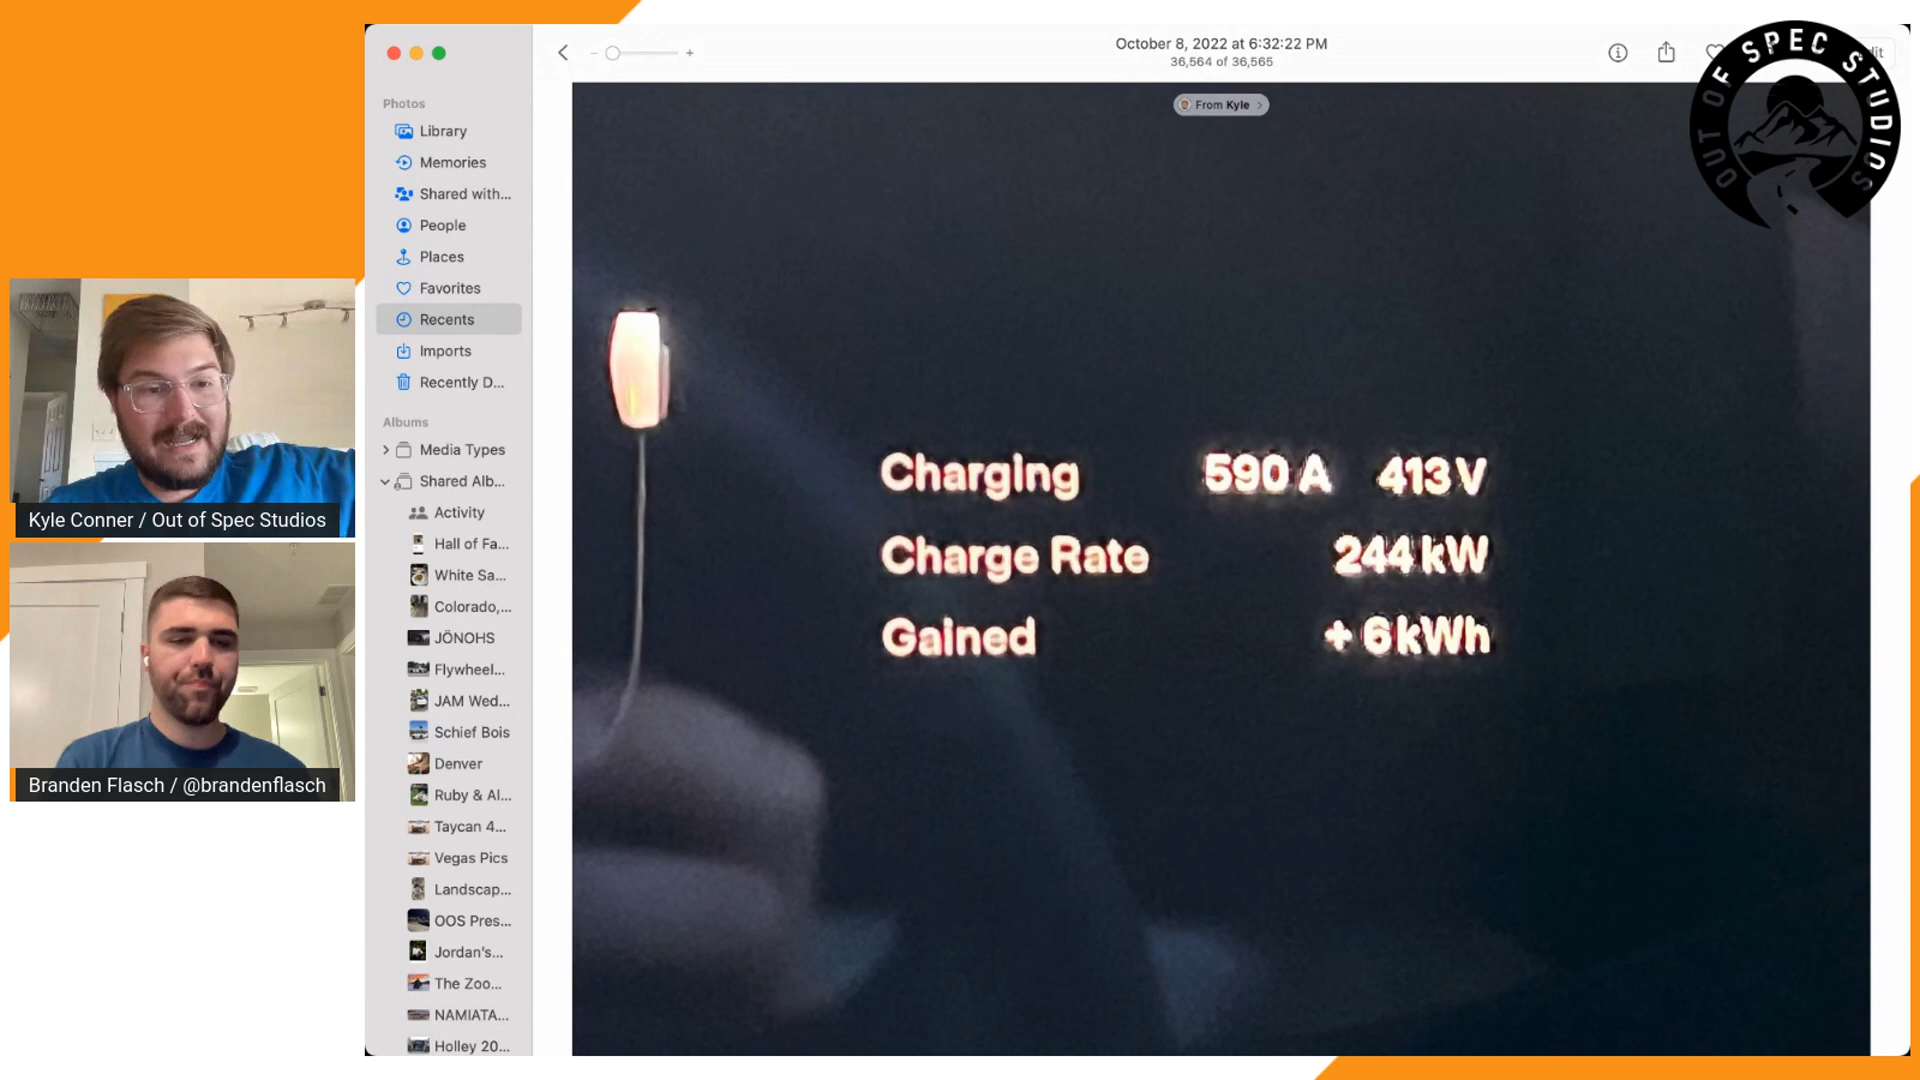 October 8, 2022 at 6:32:22 PM
36,564 of 36,565
OUT OF SPEC STUDIOS
From Kyle
Photos
Library
Memories
Shared with...
People
Places
Favorites
Recents
Imports
Recently D...
Albums
Media Types
Shared Alb...
Activity
Hall of Fa...
White Sa...
Colorado,...
JÖNOHS
Flywheel...
JAM Wed...
Schief Bois
Denver
Ruby & Al...
Taycan 4...
Vegas Pics
Landscap...
OOS Pres...
Jordan's...
The Zoo...
NAMIATA...
Holley 20...
Charging 590 A 413 V
Charge Rate 244 kW
Gained + 6 kWh
Kyle Conner / Out of Spec Studios
Branden Flasch / @brandenflasch